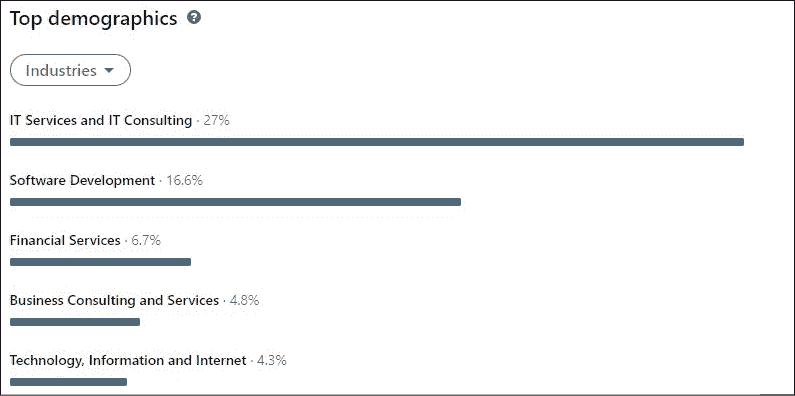 Top demographics ?
Industries
IT Services and IT Consulting · 27%
Software Development · 16.6%
Financial Services · 6.7%
Business Consulting and Services · 4.8%
Technology, Information and Internet · 4.3%